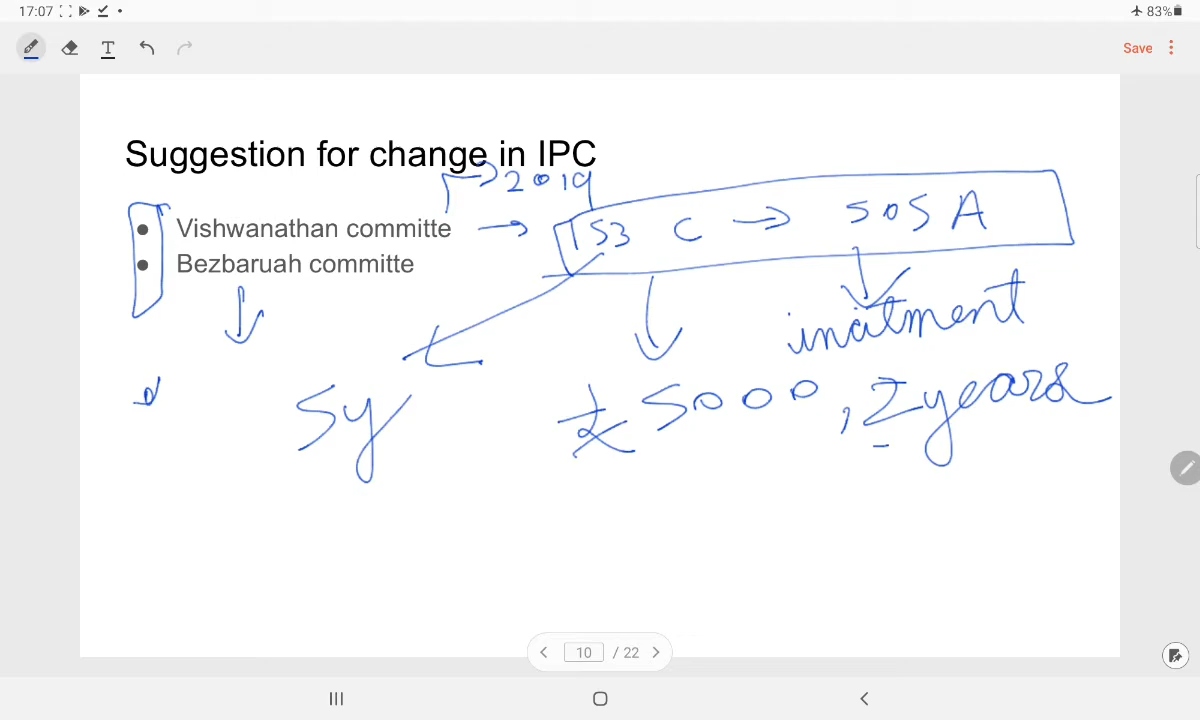 17:07
83%
T
Save
Suggestion for change in IPC
→ 2019
Vishwanathan committe → 153 C → 505 A
Bezbaruah committe
5y
₹ 5000, 2 years
10 / 22